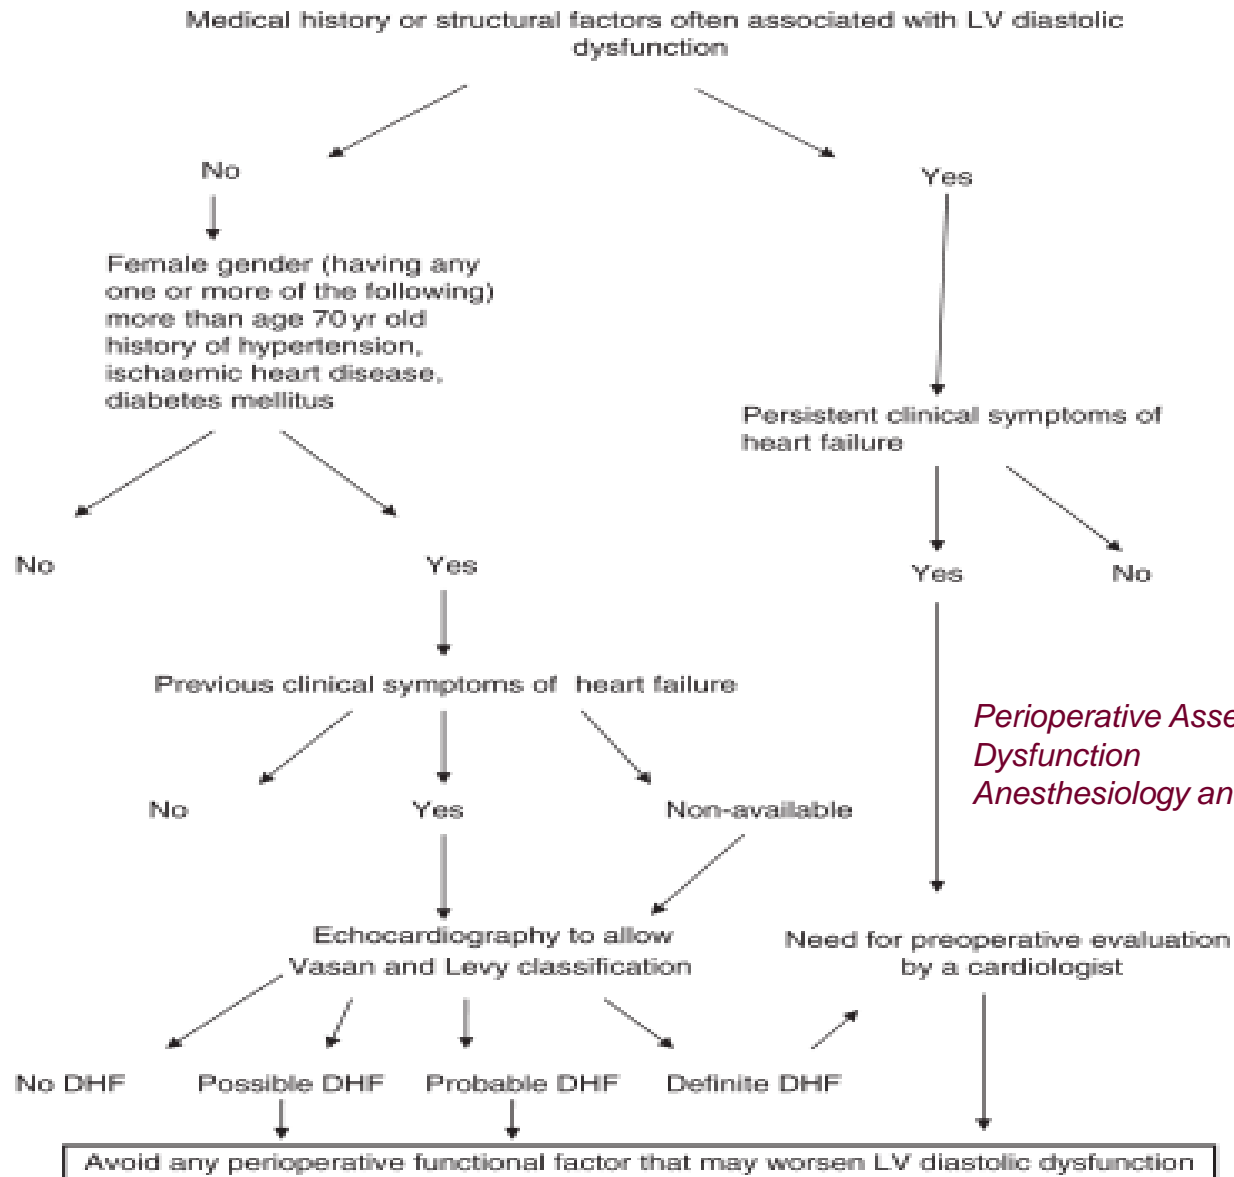 Medical history or structural factors often associated with LV diastolic
dysfunction
No
Yes
Female gender (having any
one or more of the following)
more than age 70 yr old
history of hypertension,
ischaemic heart disease,
diabetes mellitus
Persistent clinical symptoms of
heart failure
No
Yes
Yes
No
Previous clinical symptoms of heart failure
Perioperative Asse
Dysfunction
Anesthesiology an
No
Yes
Non-available
Echocardiography to allow
Vasan and Levy classification
Need for preoperative evaluation
by a cardiologist
No DHF
Possible DHF
Probable DHF
Definite DHF
Avoid any perioperative functional factor that may worsen LV diastolic dysfunction